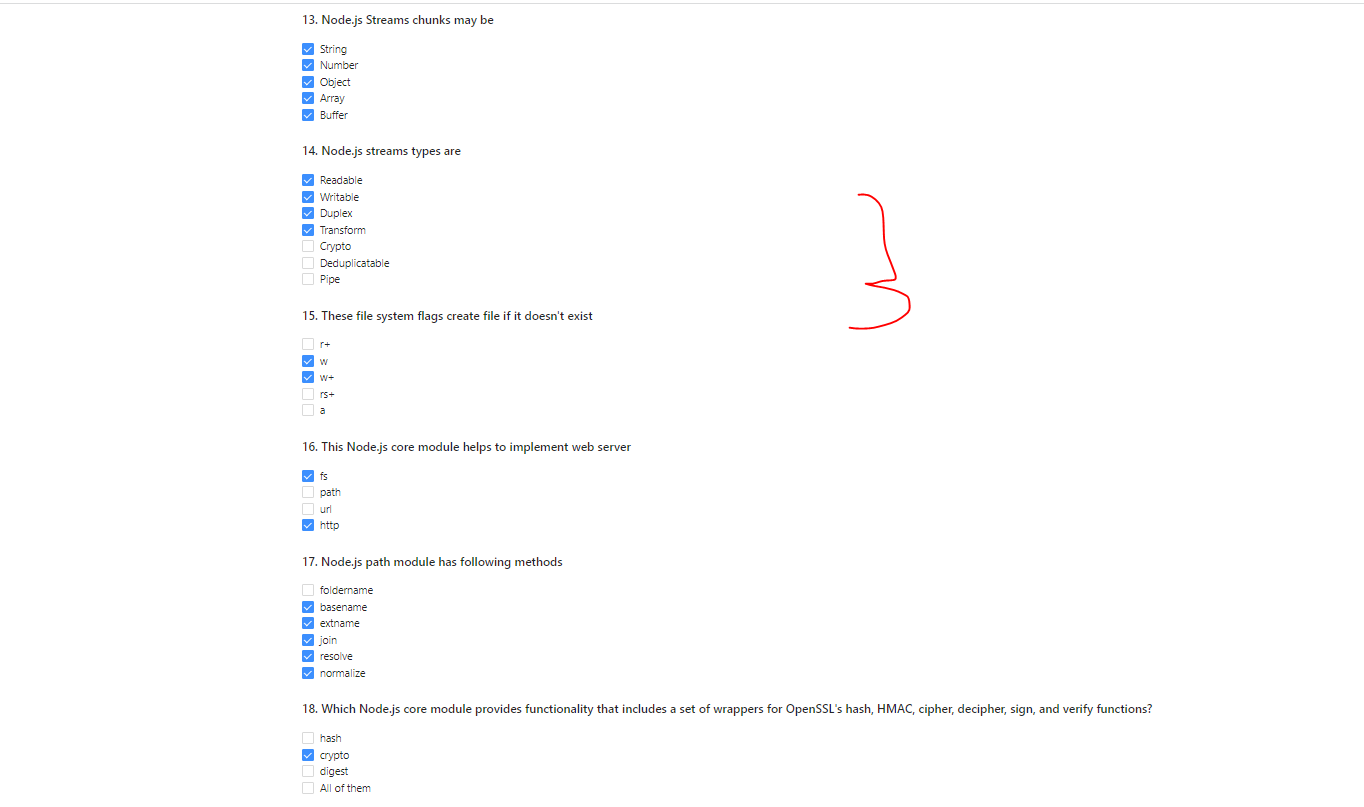 13. Node.js Streams chunks may be
String
Number
Object
Array
Buffer
14. Node.js streams types are
Readable
Writable
Duplex
Transform
Crypto
Deduplicatable
Pipe
15. These file system flags create file if it doesn't exist
r+
w
w+
rs+
a
16. This Node.js core module helps to implement web server
fs
path
url
http
17. Node.js path module has following methods
foldername
basename
extname
join
resolve
normalize
18. Which Node.js core module provides functionality that includes a set of wrappers for OpenSSL's hash, HMAC, cipher, decipher, sign, and verify functions?
hash
crypto
digest
All of them